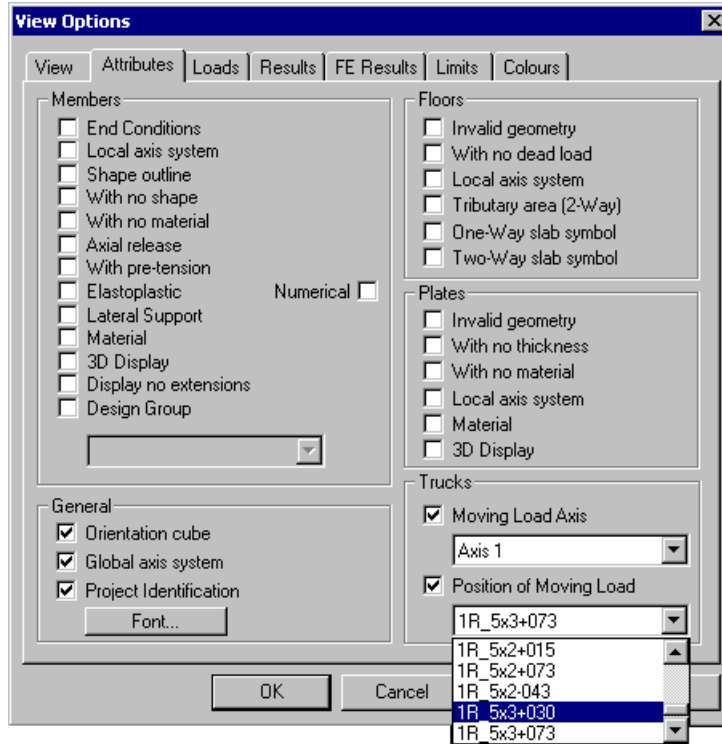 View Options
View Attributes Loads Results FE Results Limits Colours
Members
End Conditions
Local axis system
Shape outline
With no shape
With no material
Axial release
With pre-tension
Elastoplastic Numerical
Lateral Support
Material
3D Display
Display no extensions
Design Group
General
Orientation cube
Global axis system
Project Identification
Font...
Floors
Invalid geometry
With no dead load
Local axis system
Tributary area (2-Way)
One-Way slab symbol
Two-Way slab symbol
Plates
Invalid geometry
With no thickness
With no material
Local axis system
Material
3D Display
Trucks
Moving Load Axis
Axis 1
Position of Moving Load
1R_5x3+073
1R_5x2+015
1R_5x2+073
1R_5x2-043
1R_5x3+030
1R_5x3+073
OK Cancel